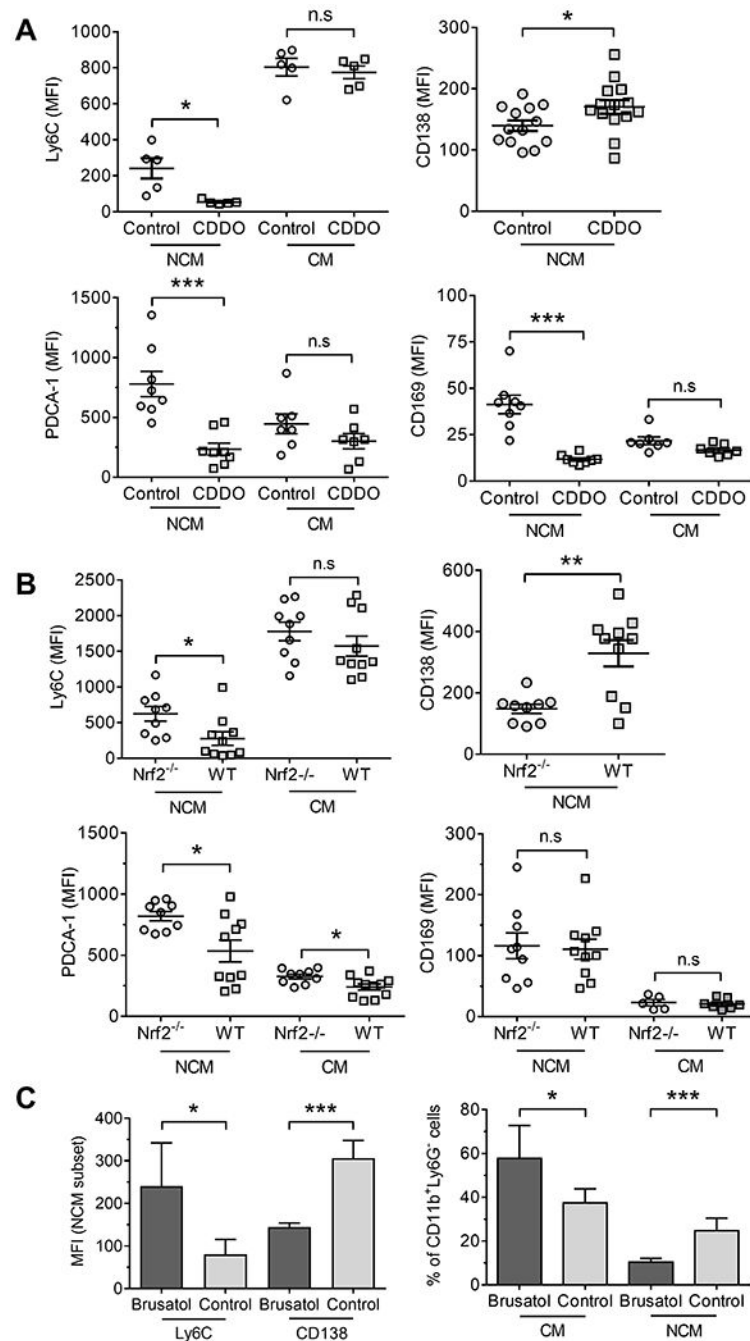 A
Ly6C (MFI)
1000
800
600
400
200
0
*
n.s
Control CDDO Control CDDO
NCM CM
CD138 (MFI)
300
200
100
0
*
Control CDDO
NCM
PDCA-1 (MFI)
1500
1000
500
0
***
n.s
Control CDDO Control CDDO
NCM CM
CD169 (MFI)
100
75
50
25
0
***
n.s
Control CDDO Control CDDO
NCM CM
B
Ly6C (MFI)
2500
2000
1500
1000
500
0
*
n.s
Nrf2⁻/⁻ WT Nrf2-/- WT
NCM CM
CD138 (MFI)
600
400
200
0
**
Nrf2⁻/⁻ WT
NCM
PDCA-1 (MFI)
1500
1000
500
0
*
*
Nrf2⁻/⁻ WT Nrf2-/- WT
NCM CM
CD169 (MFI)
300
200
100
0
n.s
n.s
Nrf2⁻/⁻ WT Nrf2-/- WT
NCM CM
C
MFI (NCM subset)
400
300
200
100
0
*
***
Brusatol Control Brusatol Control
Ly6C CD138
% of CD11b⁺Ly6G⁻ cells
80
60
40
20
0
*
***
Brusatol Control Brusatol Control
CM NCM